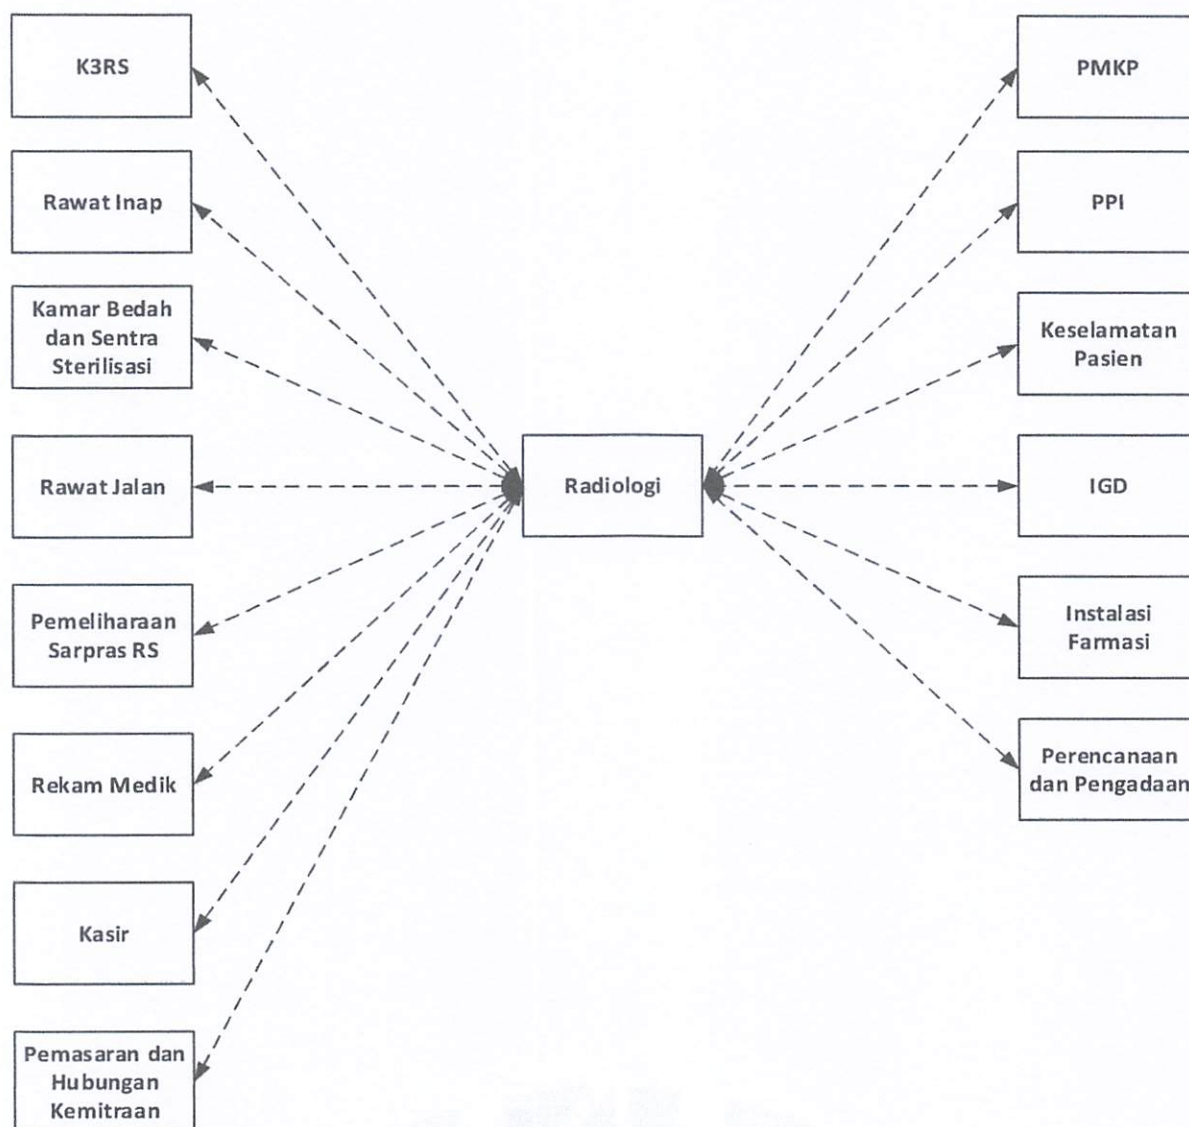 K3RS
Rawat Inap
Kamar Bedah
dan Sentra
Sterilisasi
Rawat Jalan
Pemeliharaan
Sarpras RS
Rekam Medik
Kasir
Pemasaran dan
Hubungan
Kemitraan
Radiologi
PMKP
PPI
Keselamatan
Pasien
IGD
Instalasi
Farmasi
Perencanaan
dan Pengadaan